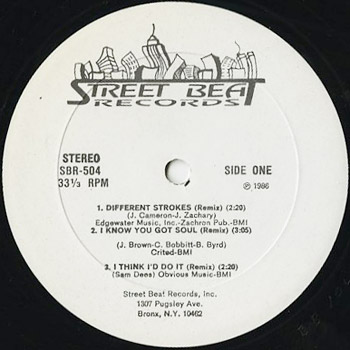 STREET BEAT
RECORDS
STEREO
SBR-504
33⅓ RPM
SIDE ONE
℗ 1986
1. DIFFERENT STROKES (Remix) (2:20)
(J. Cameron-J. Zachary)
Edgewater Music, Inc.-Zachron Pub.-BMI
2. I KNOW YOU GOT SOUL (Remix) (3:05)
(J. Brown-C. Bobbitt-B. Byrd)
Crited-BMI
3. I THINK I'D DO IT (Remix) (2:20)
(Sam Dees) Obvious Music-BMI
Street Beat Records, Inc.
1307 Pugsley Ave.
Bronx, N.Y. 10462